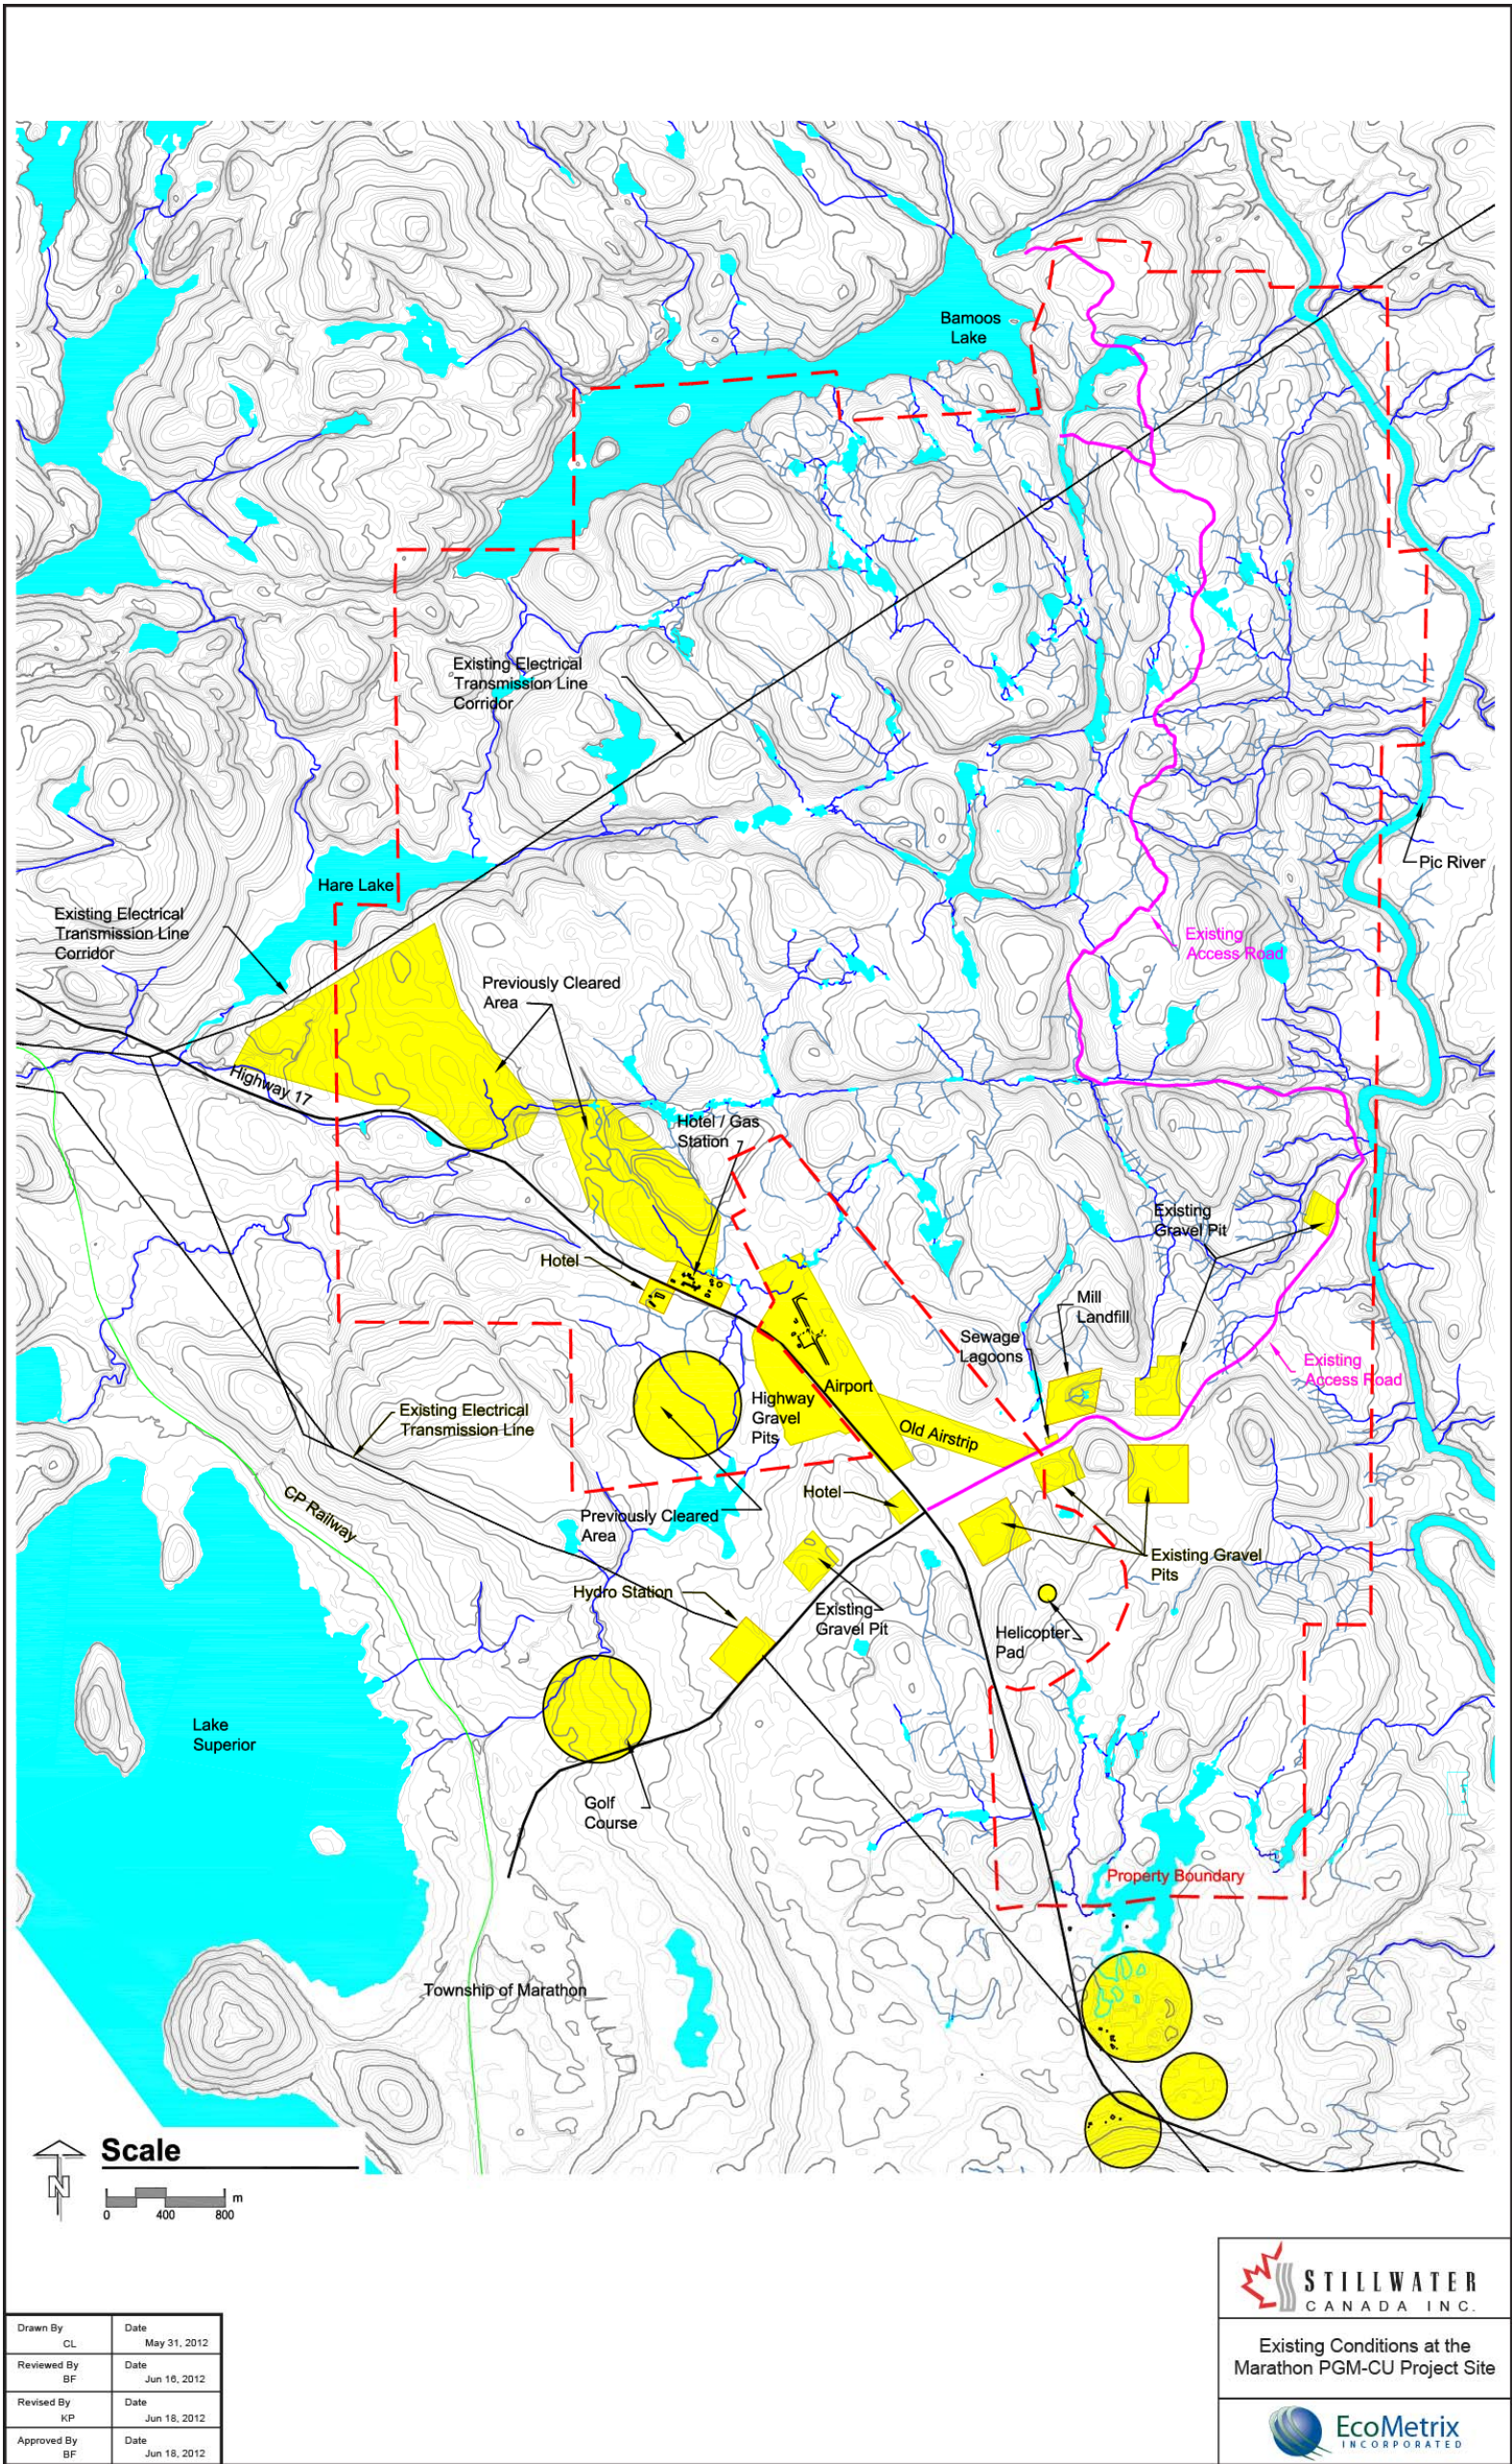 Bamoos
Lake
Existing Electrical
Transmission Line
Corridor
Pic River
Hare Lake
Existing Electrical
Transmission Line
Corridor
Existing
Access Road
Previously Cleared
Area
Highway 17
Hotel / Gas
Station
Existing
Gravel Pit
Hotel
Mill
Landfill
Sewage
Lagoons
Existing
Access Road
Airport
Highway
Gravel
Pits
Existing Electrical
Transmission Line
Old Airstrip
CP Railway
Hotel
Previously Cleared
Area
Existing Gravel
Pits
Hydro Station
Existing
Gravel Pit
Helicopter
Pad
Lake
Superior
Golf
Course
Property Boundary
Township of Marathon
Scale
N
m
0 400 800
STILLWATER
CANADA INC.
Existing Conditions at the
Marathon PGM-CU Project Site
EcoMetrix
INCORPORATED
Drawn By Date
CL May 31, 2012
Reviewed By Date
BF Jun 16, 2012
Revised By Date
KP Jun 18, 2012
Approved By Date
BF Jun 18, 2012